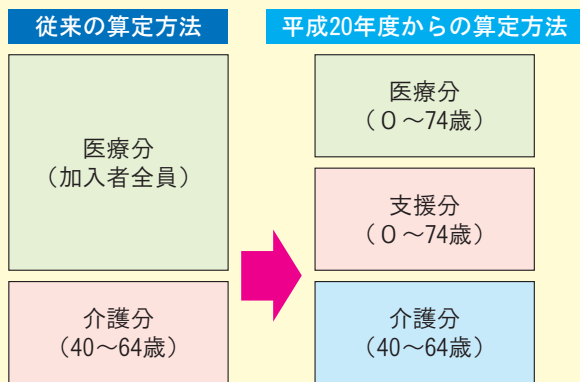 従来の算定方法
医療分
(加入者全員)
介護分
(40~64歳)
平成20年度からの算定方法
医療分
(0~74歳)
支援分
(0~74歳)
介護分
(40~64歳)